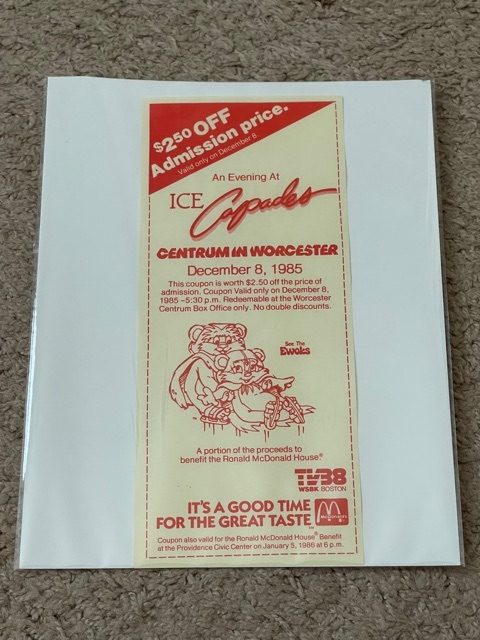 $2.50 OFF
Admission price.
Valid only on December 8.
An Evening At
ICE Capades
CENTRUM IN WORCESTER
December 8, 1985
This coupon is worth $2.50 off the price of
admission. Coupon Valid only on December 8,
1985 –5:30 p.m. Redeemable at the Worcester
Centrum Box Office only. No double discounts.
See The
Ewoks
A portion of the proceeds to
benefit the Ronald McDonald House®
TV38
WSBK BOSTON
IT'S A GOOD TIME
FOR THE GREAT TASTE℠
McDonald's
®
Coupon also valid for the Ronald McDonald House® Benefit
at the Providence Civic Center on January 5, 1986 at 6 p.m.